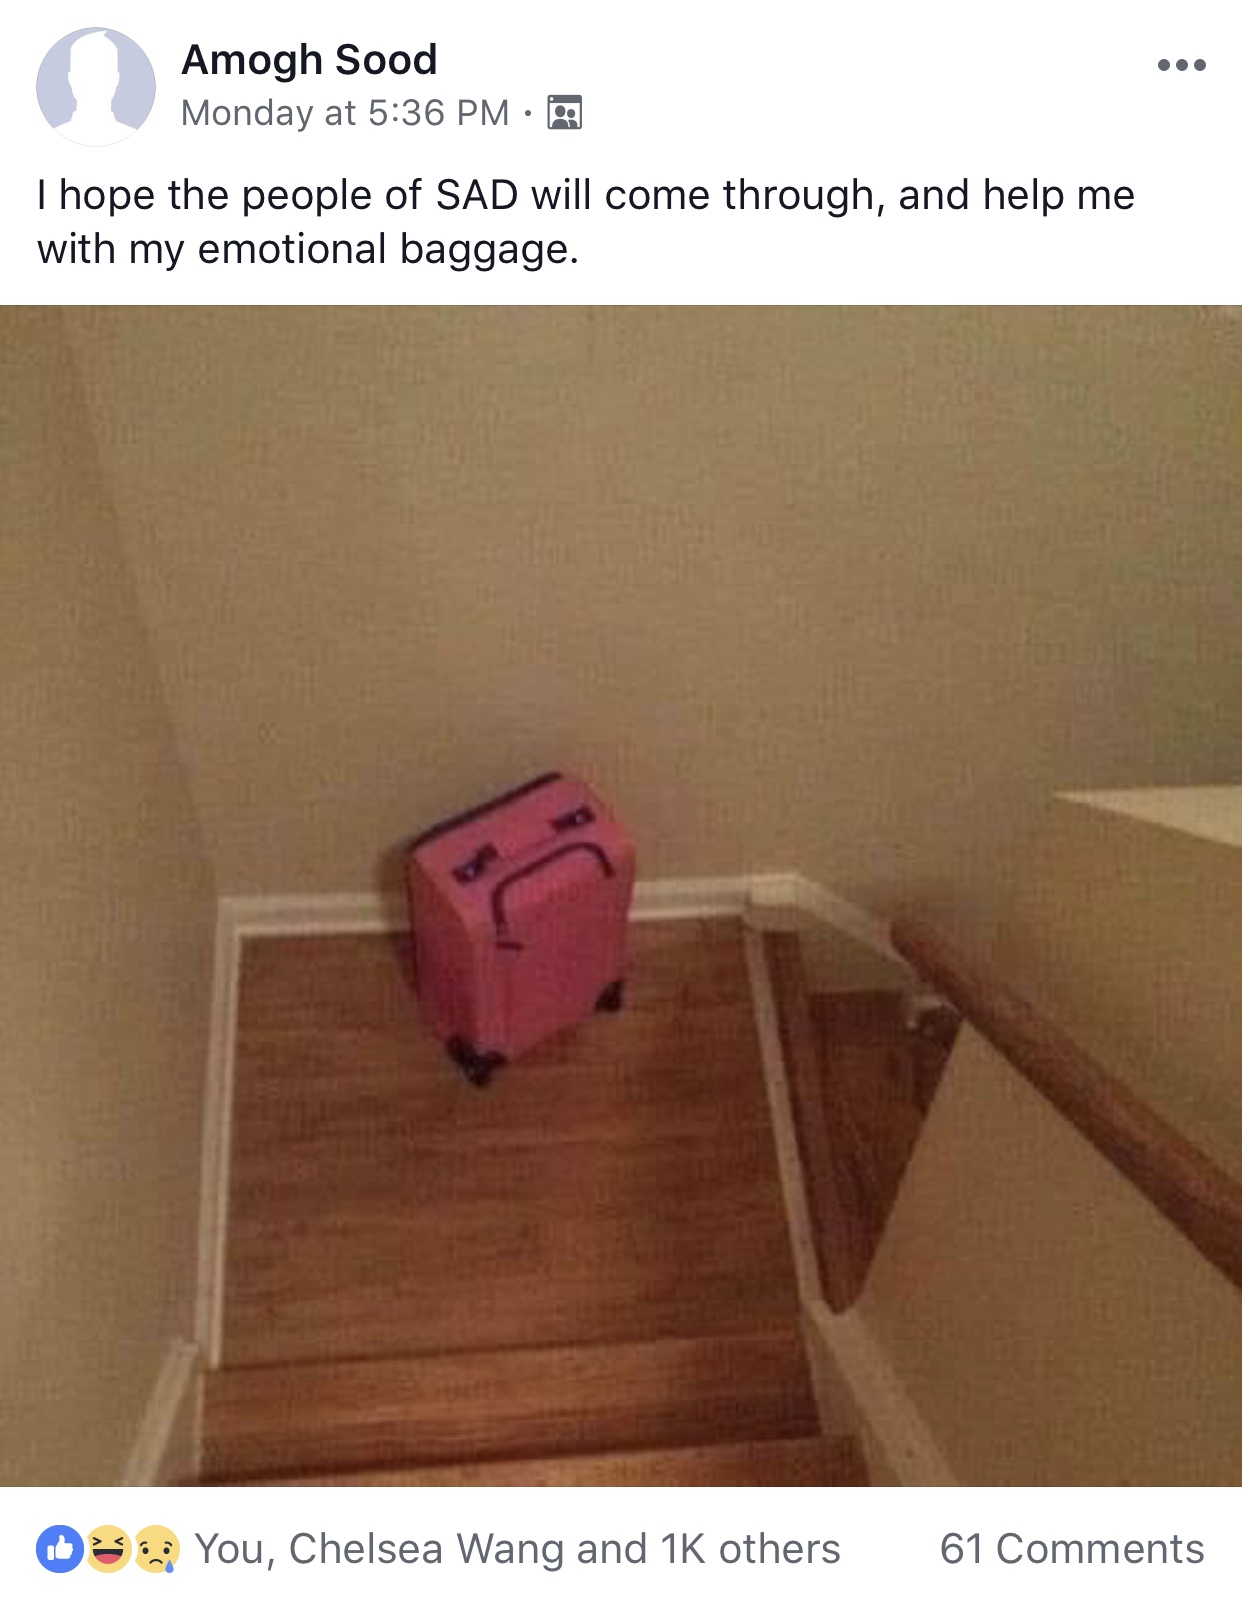 Amogh Sood
Monday at 5:36 PM ·
I hope the people of SAD will come through, and help me
with my emotional baggage.
You, Chelsea Wang and 1K others 61 Comments